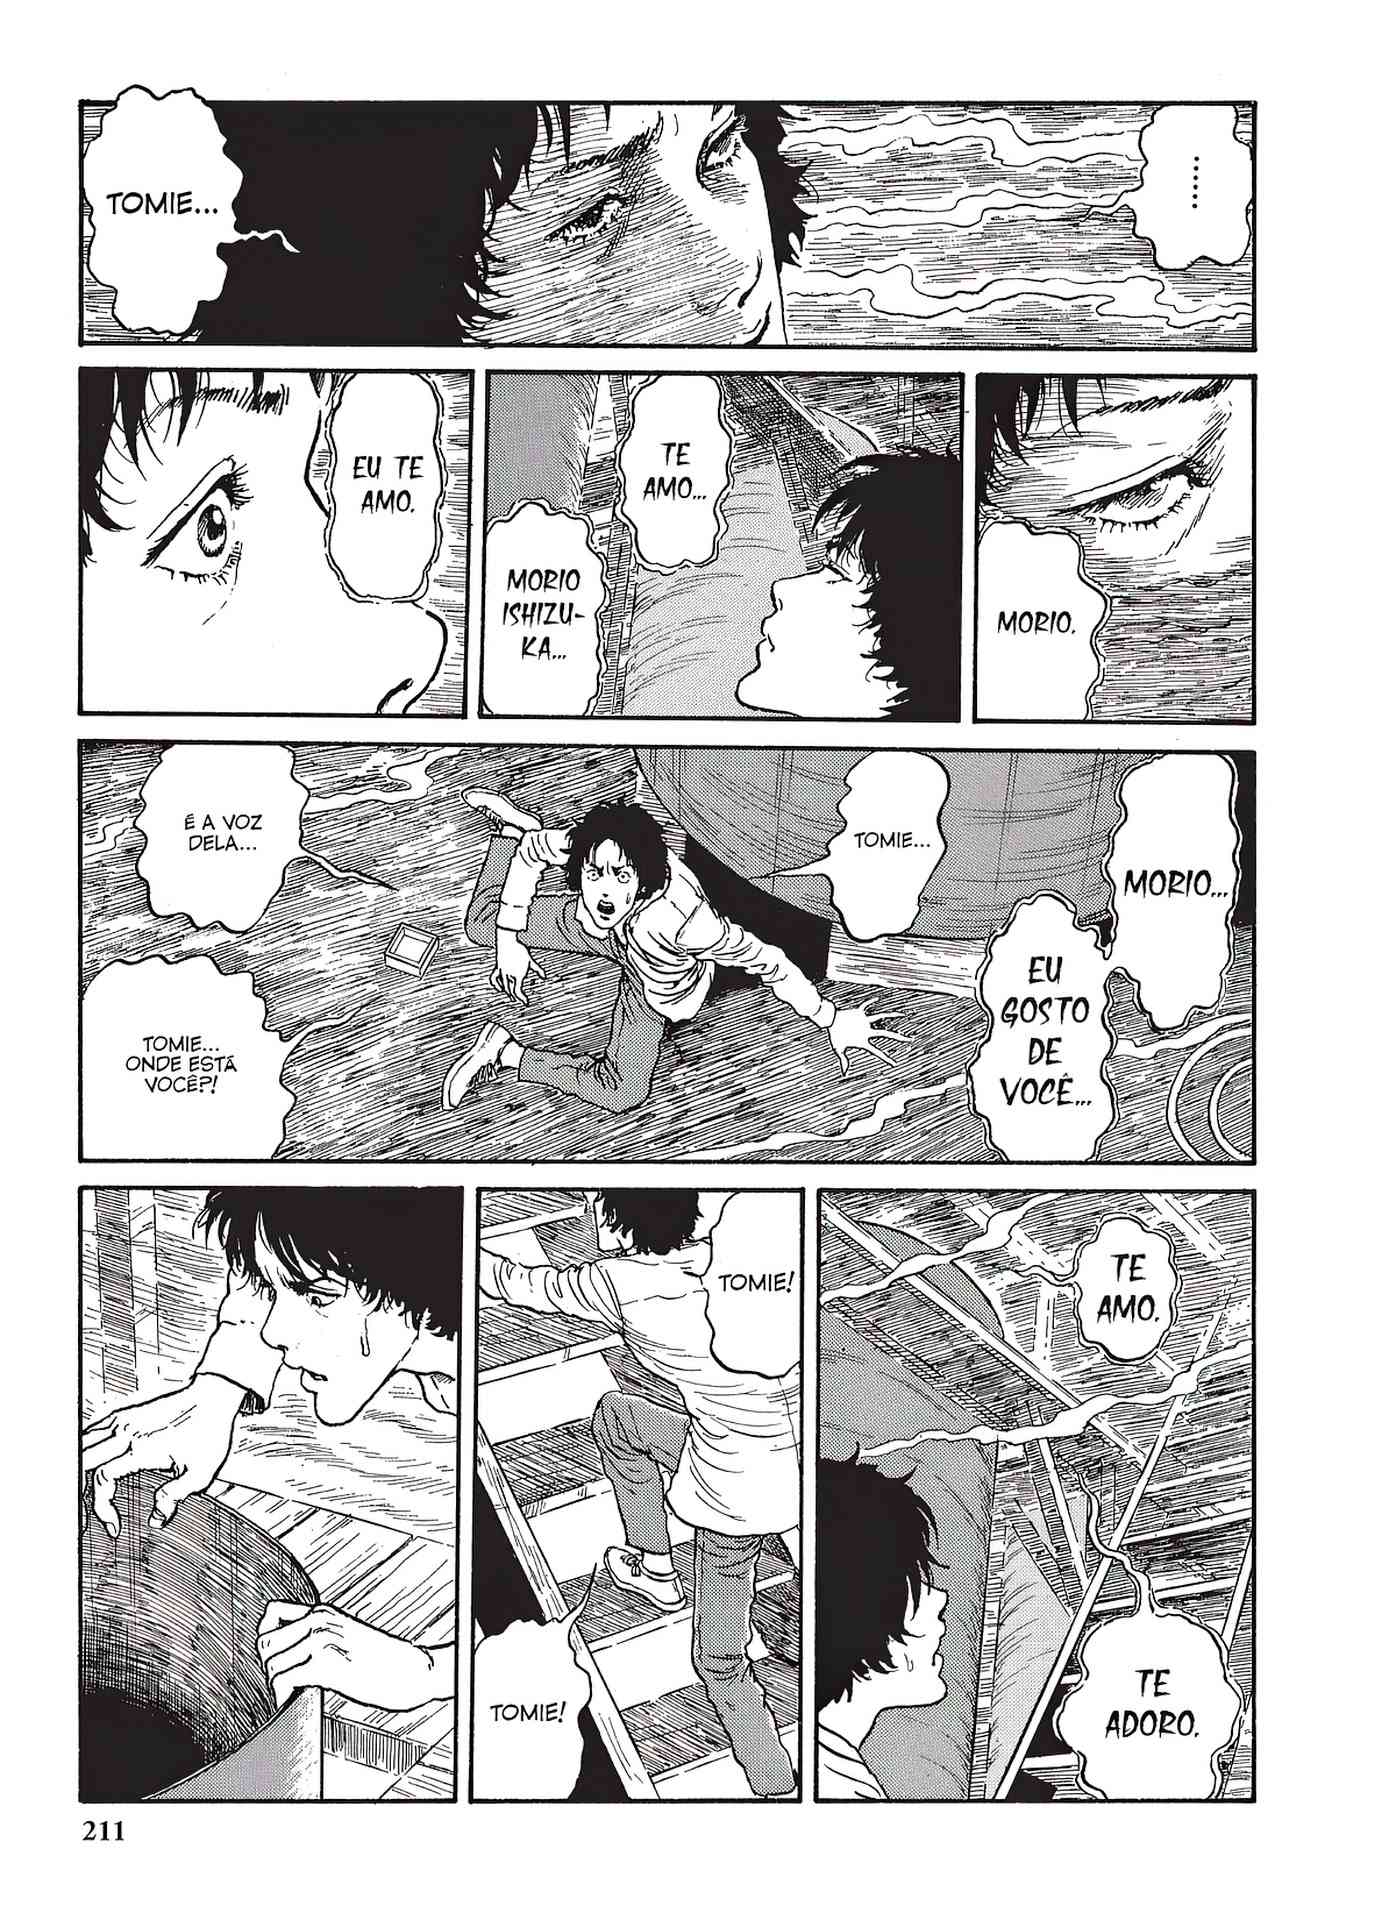 ........
TOMIE...
MORIO.
TE
AMO...
MORIO
ISHIZU-
KA...
EU TE
AMO.
MORIO...
EU
GOSTO
DE
VOCÊ...
TOMIE...
É A VOZ
DELA...
TOMIE...
ONDE ESTÁ
VOCÊ?!
TE
AMO.
TE
ADORO.
TOMIE!
TOMIE!
211